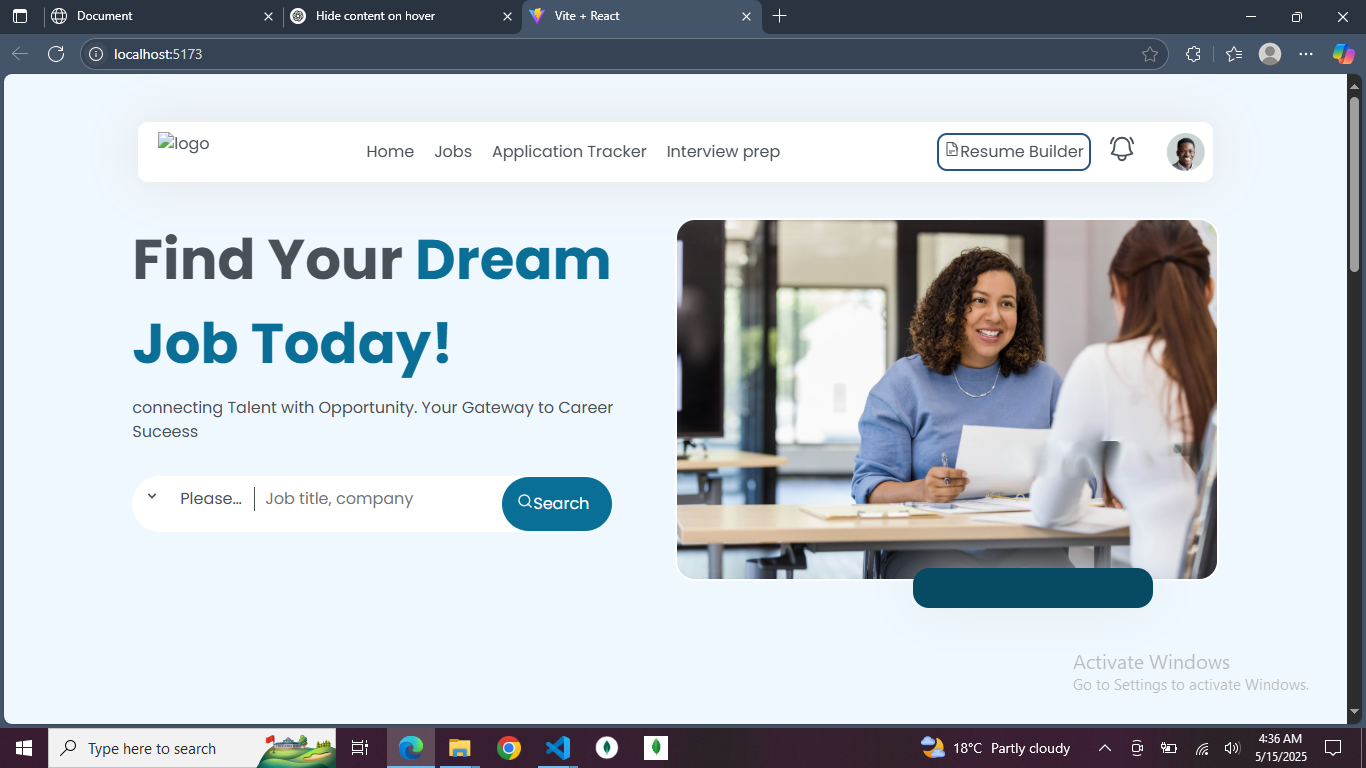 Document
Hide content on hover
Vite + React
localhost:5173
logo
Home
Jobs
Application Tracker
Interview prep
Resume Builder
Find Your Dream
Job Today!
connecting Talent with Opportunity. Your Gateway to Career
Suceess
Please...
Job title, company
Search
Activate Windows
Go to Settings to activate Windows.
Type here to search
18°C Partly cloudy
4:36 AM
5/15/2025